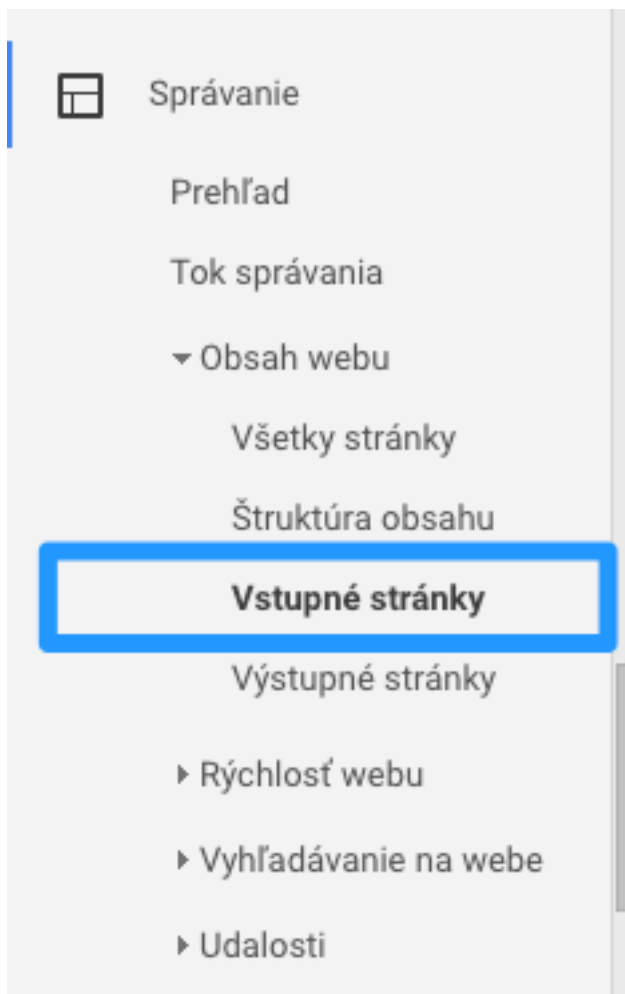 Správanie
Prehľad
Tok správania
Obsah webu
Všetky stránky
Štruktúra obsahu
Vstupné stránky
Výstupné stránky
Rýchlosť webu
Vyhľadávanie na webe
Udalosti